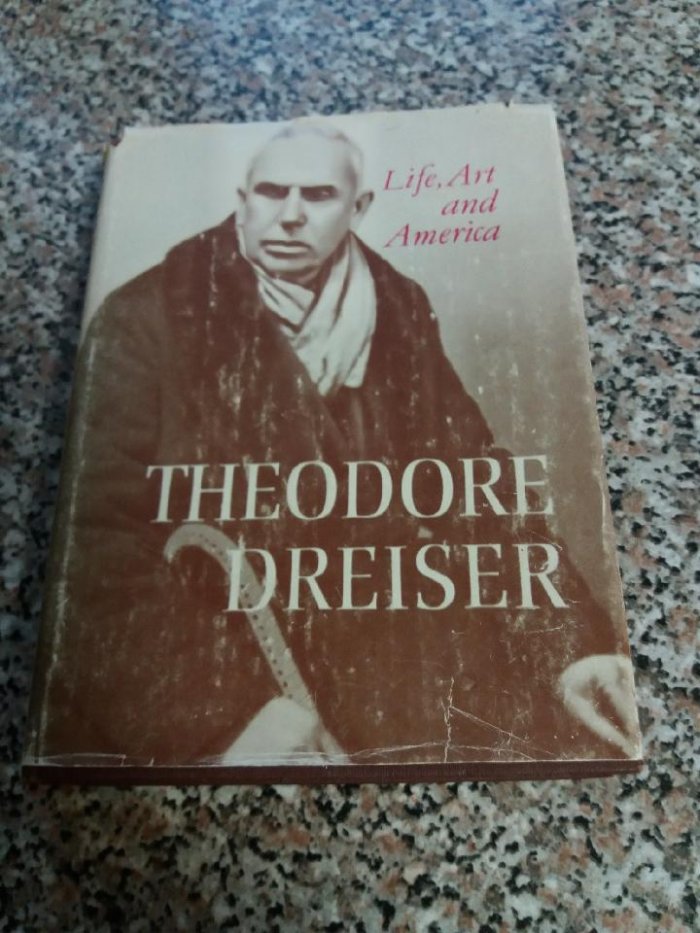 Life, Art
and
America
THEODORE
DREISER